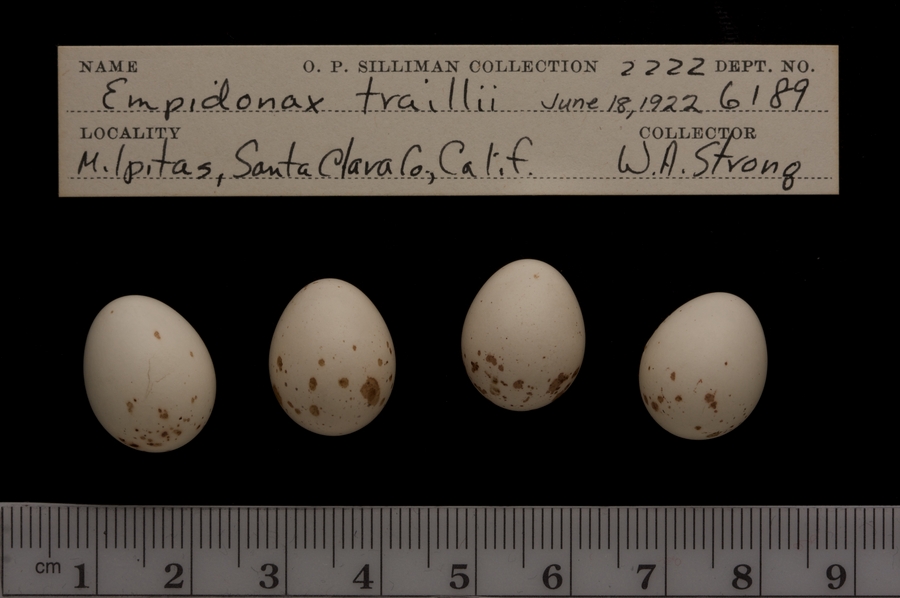 NAME O. P. SILLIMAN COLLECTION 2222 DEPT. NO.
Empidonax traillii June 18, 1922 6189
LOCALITY COLLECTOR
Milpitas, Santa Clara Co., Calif. W.A. Strong
cm 1 2 3 4 5 6 7 8 9